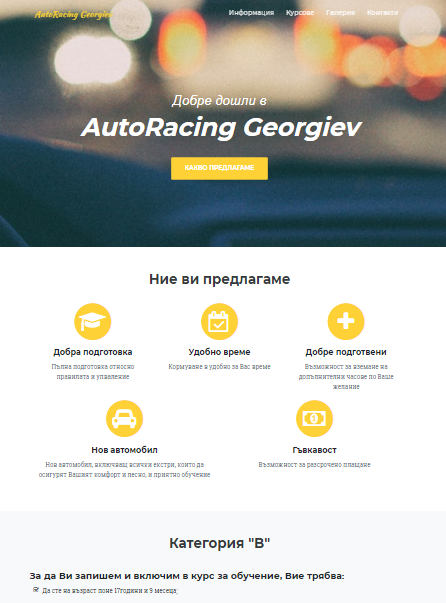 AutoRacing Georgiev
Информация Курсове Галерия Контакти
Добре дошли в
AutoRacing Georgiev
КАКВО ПРЕДЛАГАМЕ
Ние ви предлагаме
Добра подготовка
Пълна подготовка относно
правилата и управление
Удобно време
Кормуване в удобно за Вас време
Добре подготвени
Възможност за вземане на
допълнителни часове по Ваше
желание
Нов автомобил
Нов автомобил, включващ всички екстри, които да
осигурят Вашият комфорт и лесно, и приятно обучение
Гъвкавост
Възможност за разсрочено плащане
Категория "B"
За да Ви запишем и включим в курс за обучение, Вие трябва:
Да сте на възраст поне 17години и 9 месеца;